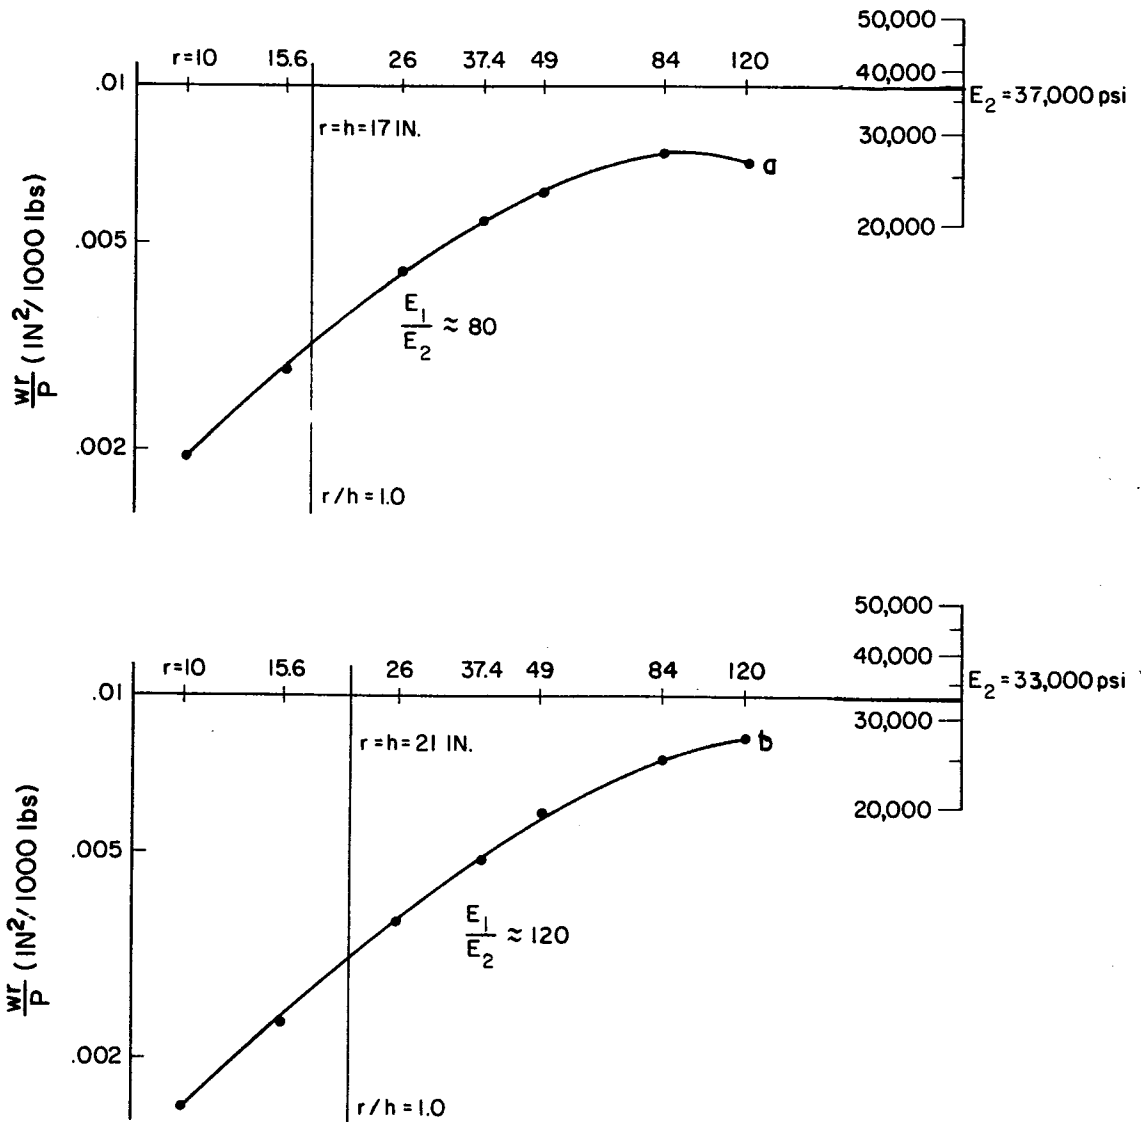 50,000
r=10 15.6 26 37.4 49 84 120 40,000
.01 E₂ = 37,000 psi
r=h=17 IN. 30,000
a
wr/P (IN²/1000 lbs)
.005 20,000
E₁/E₂ ≈ 80
.002
r/h = 1.0
50,000
r=10 15.6 26 37.4 49 84 120 40,000
.01 E₂ = 33,000 psi
r=h=21 IN. 30,000
b
wr/P (IN²/1000 lbs)
20,000
.005
E₁/E₂ ≈ 120
.002
r/h = 1.0